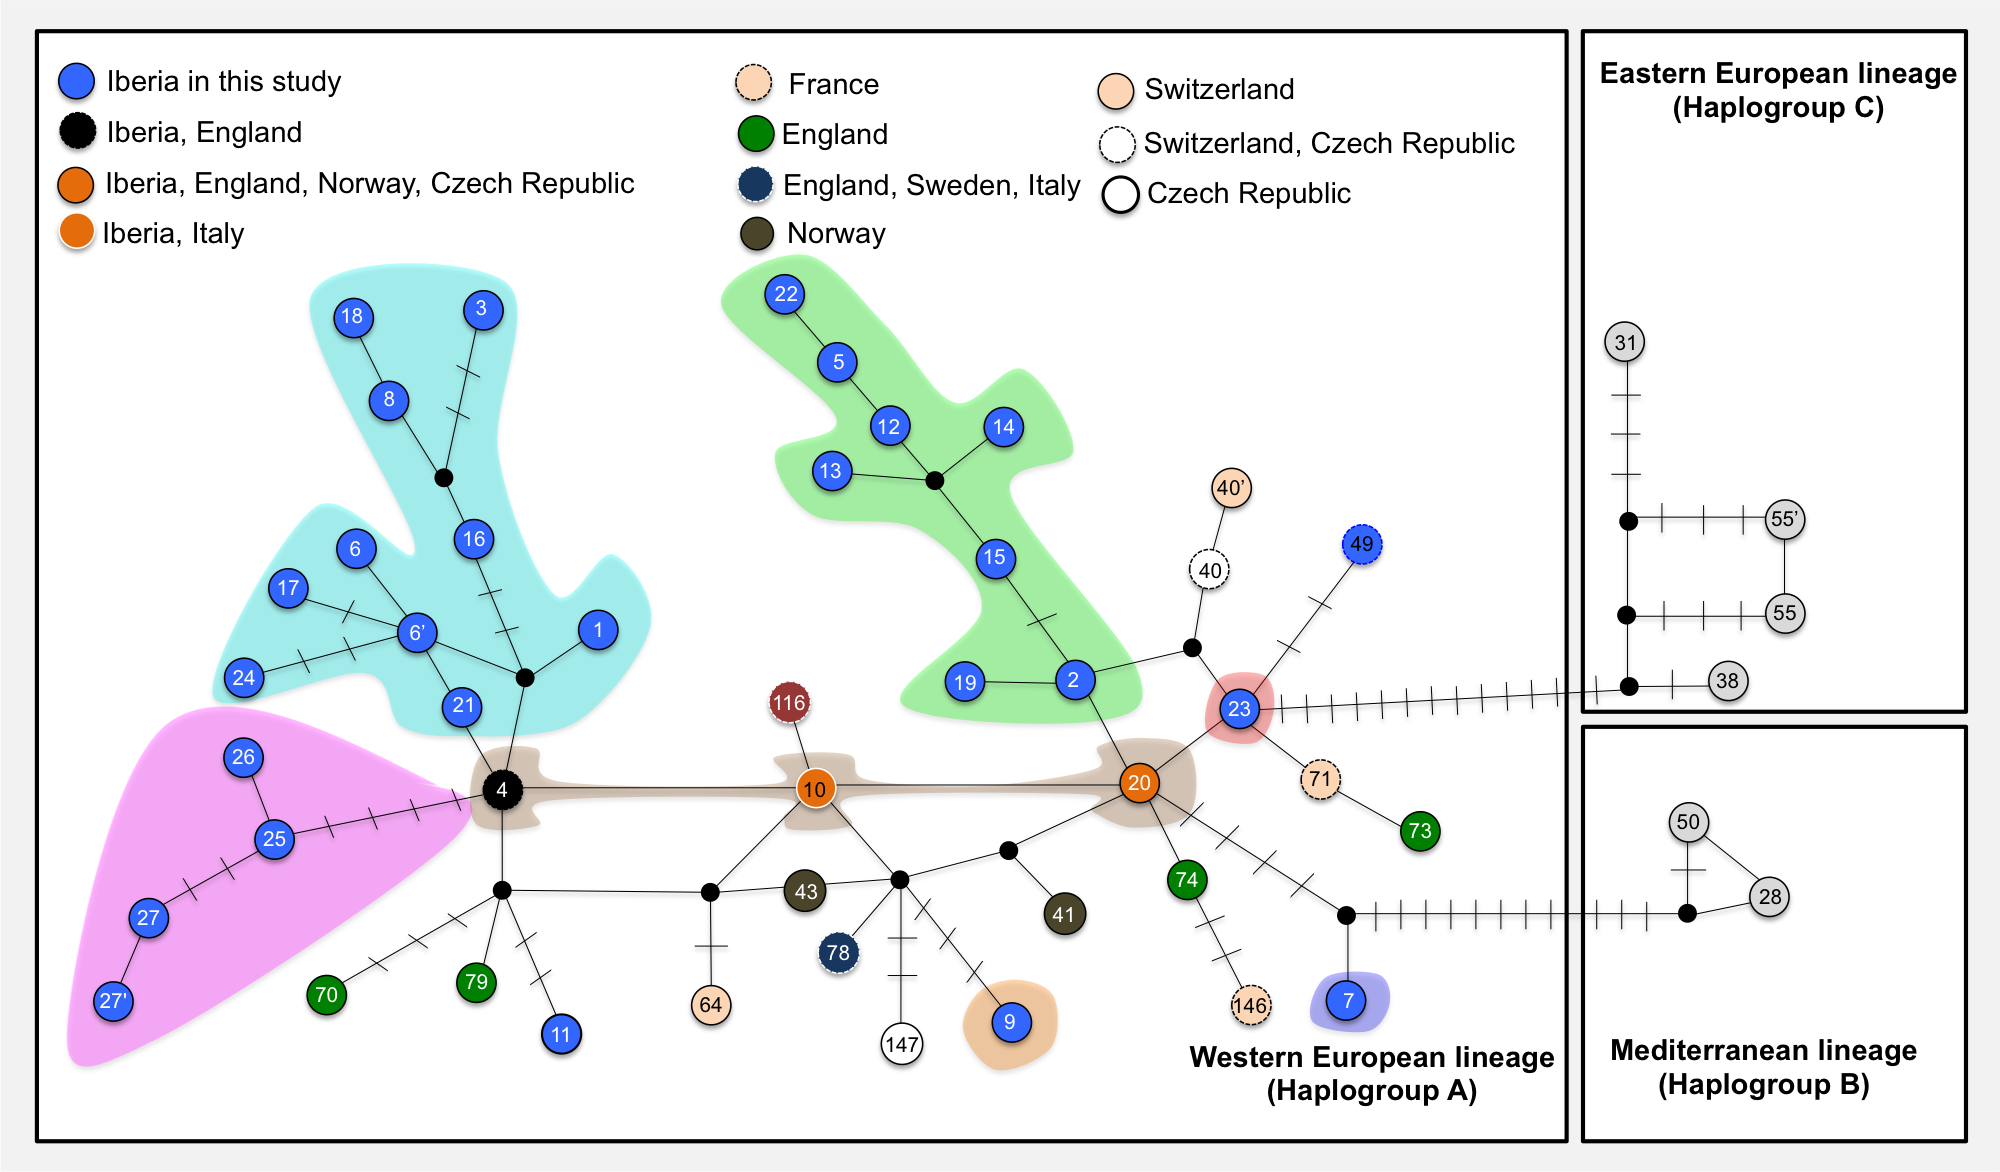 Iberia in this study
Iberia, England
Iberia, England, Norway, Czech Republic
Iberia, Italy
France
England
England, Sweden, Italy
Norway
Switzerland
Switzerland, Czech Republic
Czech Republic
Eastern European lineage
(Haplogroup C)
18
3
8
16
6
17
6’
1
24
21
22
5
12
14
13
15
19
2
40’
40
49
23
31
55’
55
38
116
26
4
10
20
71
73
25
27
27'
43
74
41
78
70
79
11
64
147
9
146
7
50
28
Western European lineage
(Haplogroup A)
Mediterranean lineage
(Haplogroup B)